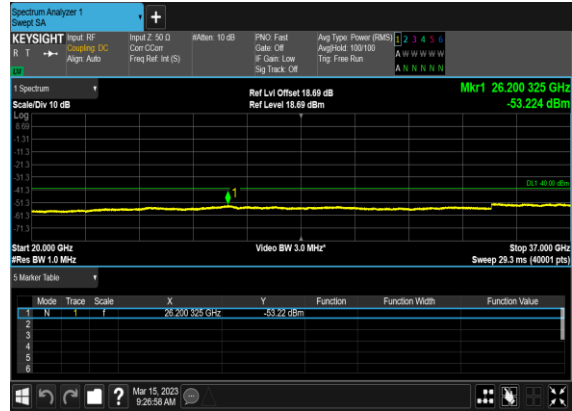 Spectrum Analyzer 1
Swept SA
+
KEYSIGHT Input: RF Input Z: 50 Ω #Atten: 10 dB PNO: Fast Avg Type: Power (RMS) 1 2 3 4 5 6
R T Coupling: DC Corr CCorr Gate: Off Avg|Hold: 100/100 A W W W W W
Align: Auto Freq Ref: Int (S) IF Gain: Low Trig: Free Run
Sig Track: Off A N N N N N
1 Spectrum Ref Lvl Offset 18.69 dB Mkr1 26.200 325 GHz
Scale/Div 10 dB Ref Level 18.69 dBm -53.224 dBm
Log
8.69
-1.31
-11.3
-21.3
-31.3
DL1 -40.00 dBm
-41.3
1
-51.3
-61.3
-71.3
Start 20.000 GHz Video BW 3.0 MHz* Stop 37.000 GHz
#Res BW 1.0 MHz Sweep 29.3 ms (40001 pts)
5 Marker Table
Mode Trace Scale X Y Function Function Width Function Value
1 N 1 f 26.200 325 GHz -53.22 dBm
2
3
4
5
6
? Mar 15, 2023
9:26:58 AM